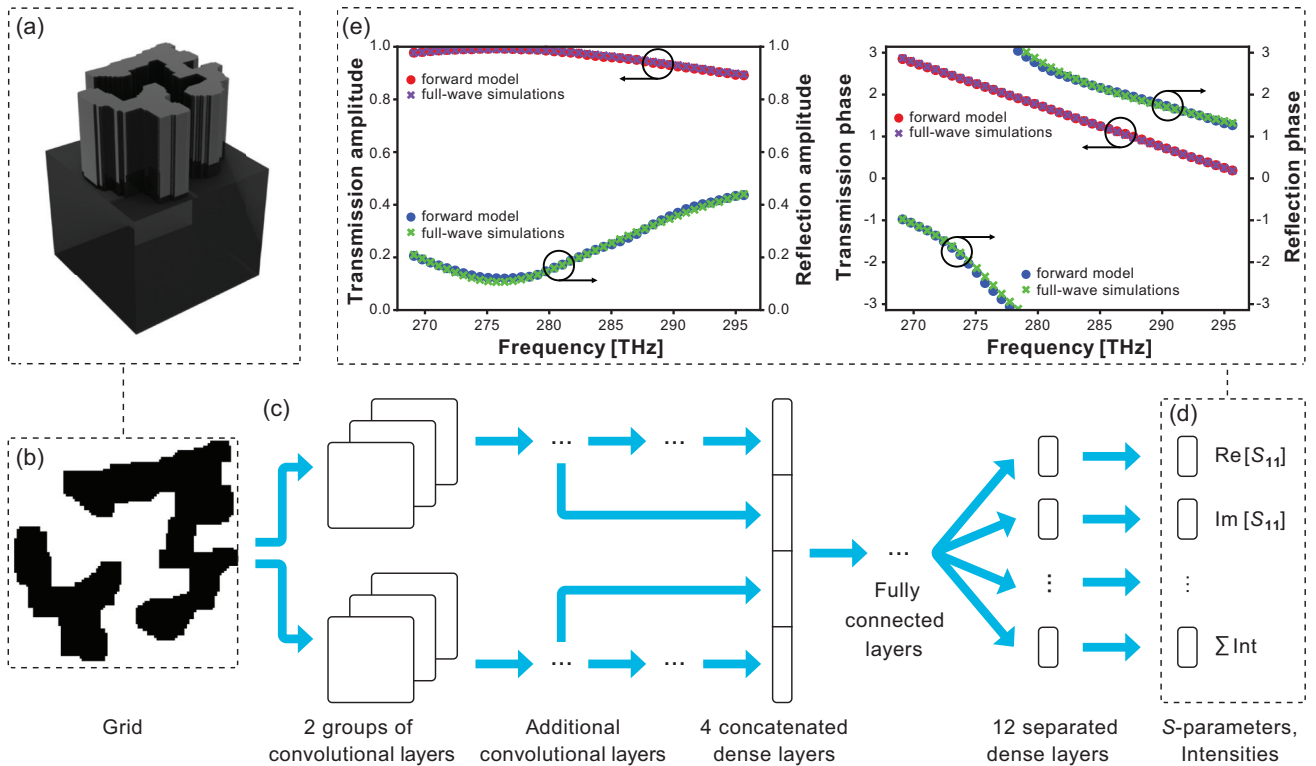 (a)
(e)
Transmission amplitude
1.0
0.8
0.6
0.4
0.2
0.0
forward model
full-wave simulations
forward model
full-wave simulations
1.0
0.8
0.6
0.4
0.2
0.0
Reflection amplitude
270 275 280 285 290 295
Frequency [THz]
Transmission phase
3
2
1
0
-1
-2
-3
forward model
full-wave simulations
forward model
full-wave simulations
3
2
1
0
-1
-2
-3
Reflection phase
270 275 280 285 290 295
Frequency [THz]
(b)
(c)
(d)
... ...
... ...
...
Fully
connected
layers
⋮
Re [S₁₁]
Im [S₁₁]
⋮
∑ Int
Grid
2 groups of
convolutional layers
Additional
convolutional layers
4 concatenated
dense layers
12 separated
dense layers
S-parameters,
Intensities